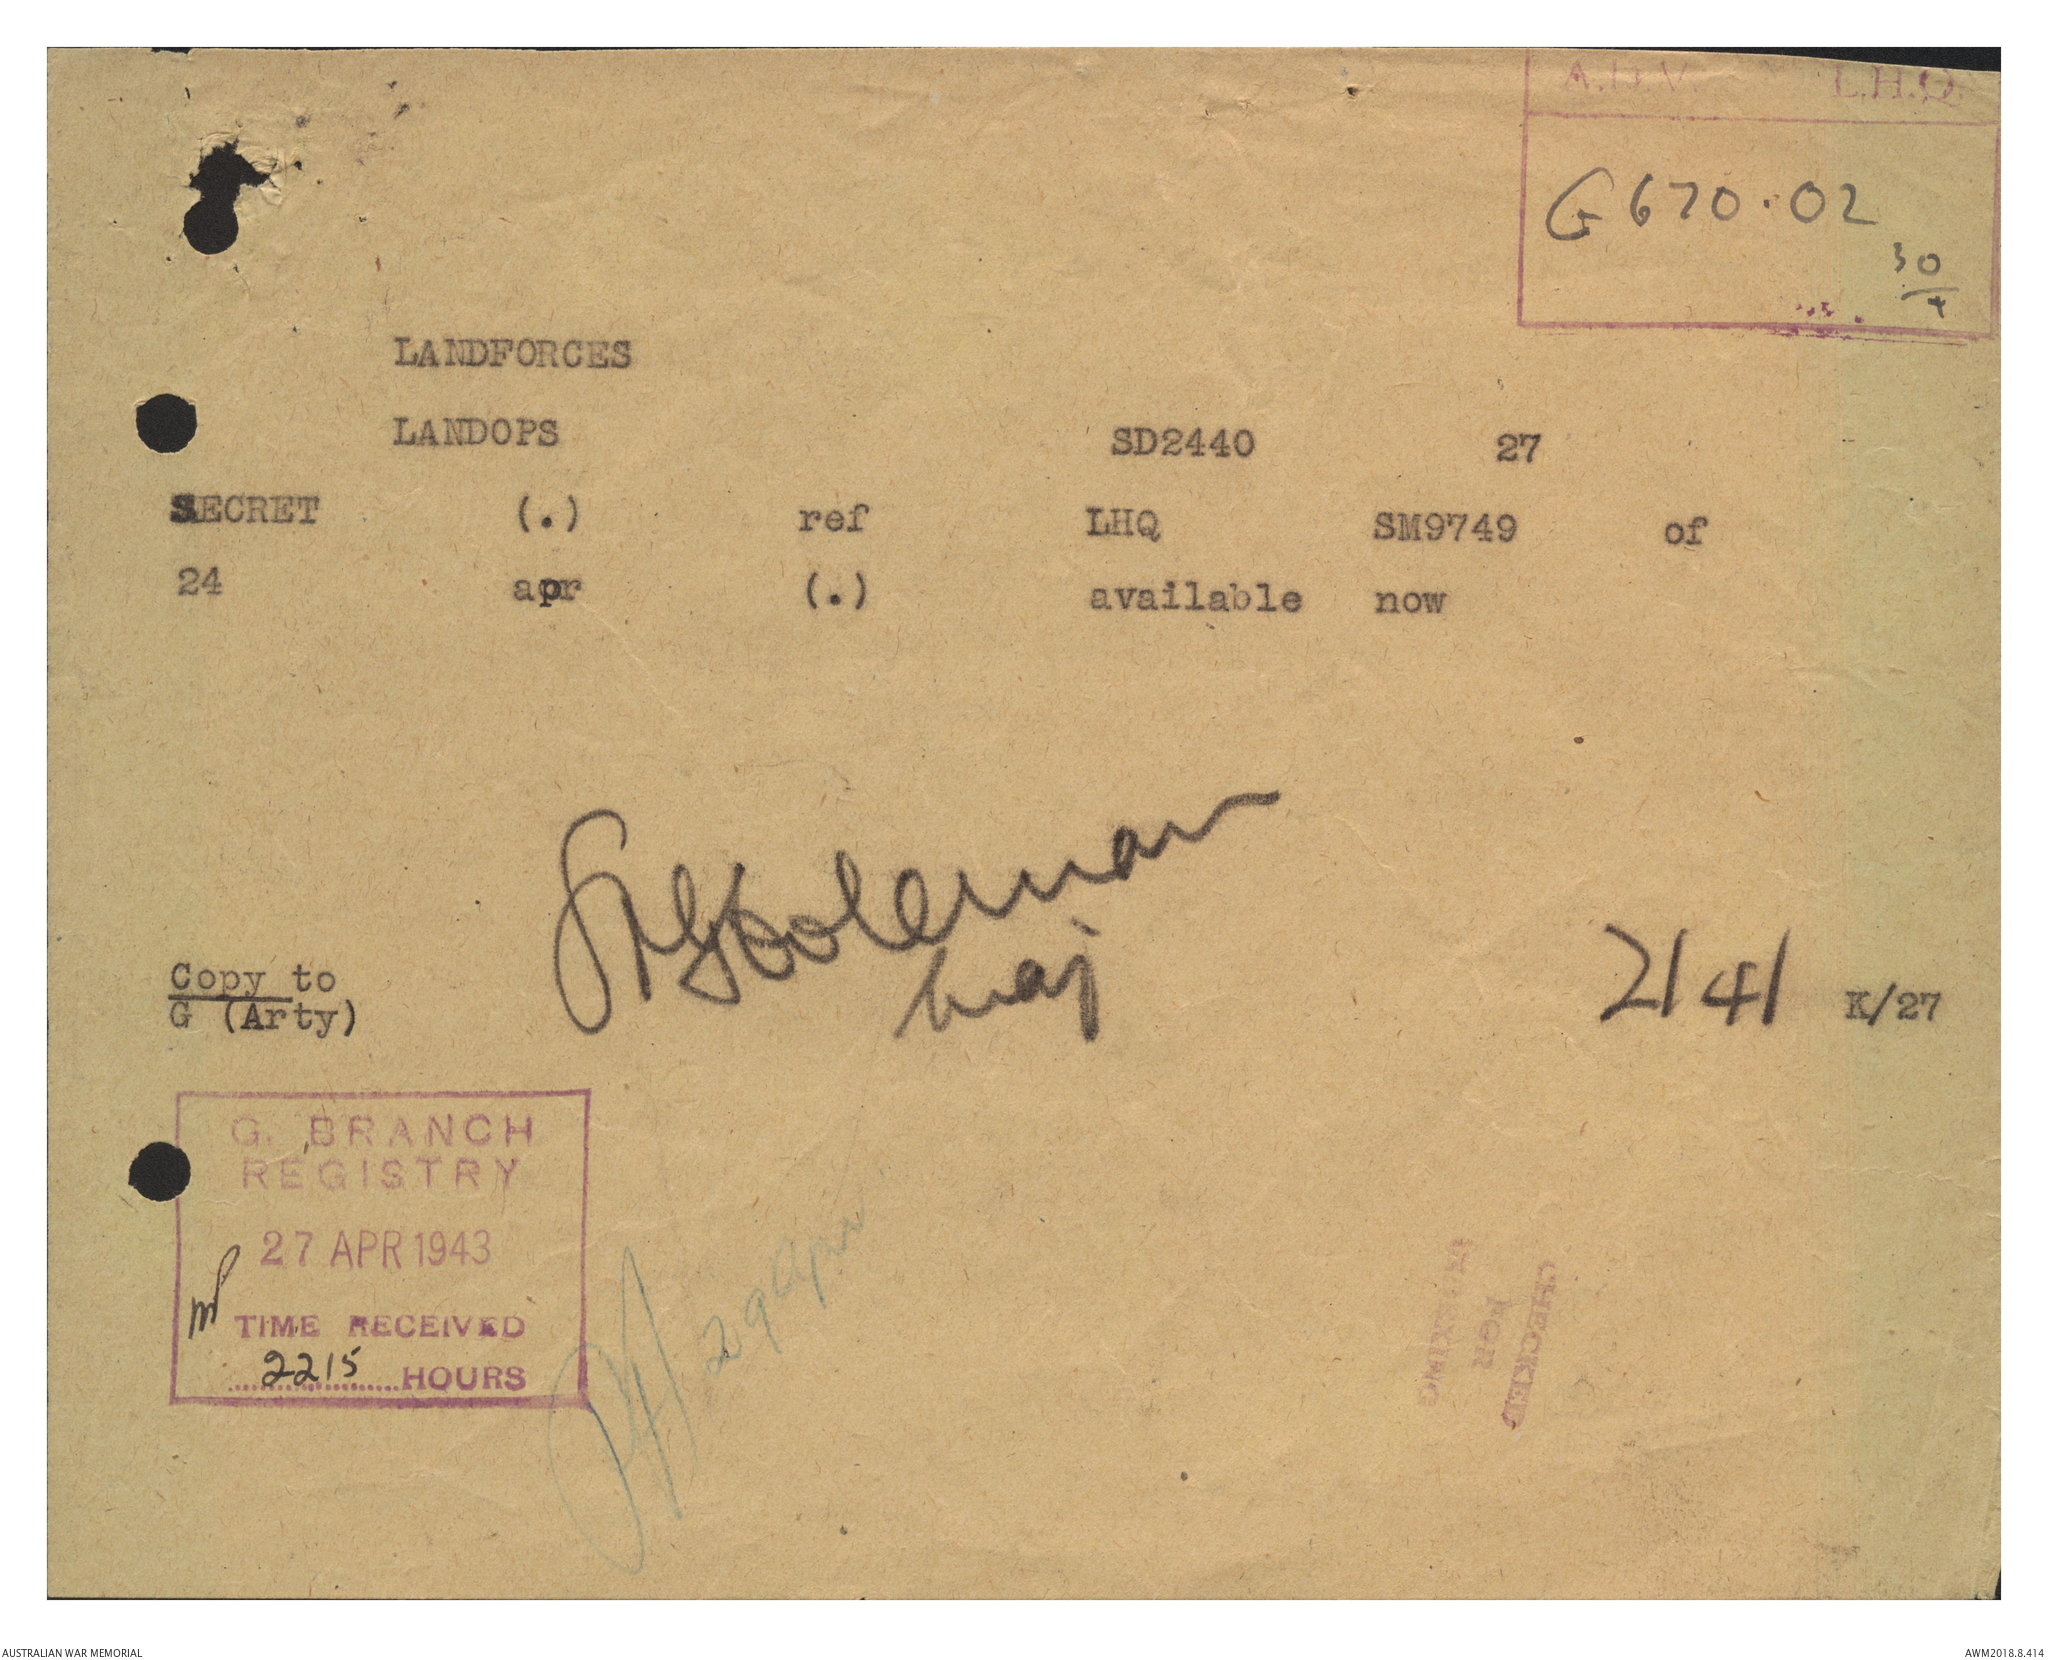 A.D.V. L.H.Q.
G 670.02
30/4
LANDFORCES
LANDOPS SD2440 27
SECRET (.) ref LHQ SM9749 of
24 apr (.) available now
Maj
2141 K/27
Copy to
G (Arty)
G. BRANCH
REGISTRY
27 APR 1943
TIME RECEIVED
2215 HOURS
29 Apr
CHECKED
FOR
INDEXING
AUSTRALIAN WAR MEMORIAL AWM2018.8.414